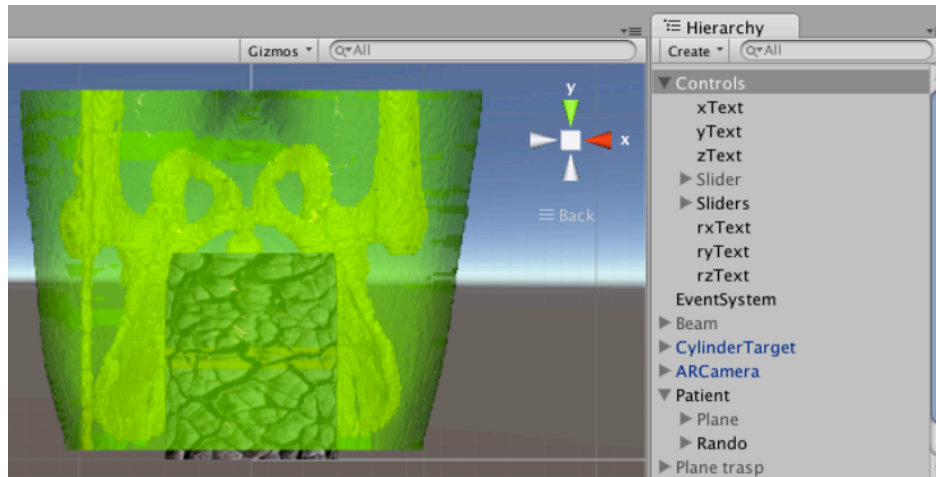 Hierarchy
Gizmos
All
Create
All
Controls
xText
yText
zText
Slider
Sliders
rxText
ryText
rzText
EventSystem
Beam
CylinderTarget
ARCamera
Patient
Plane
Rando
Plane trasp
y
x
Back